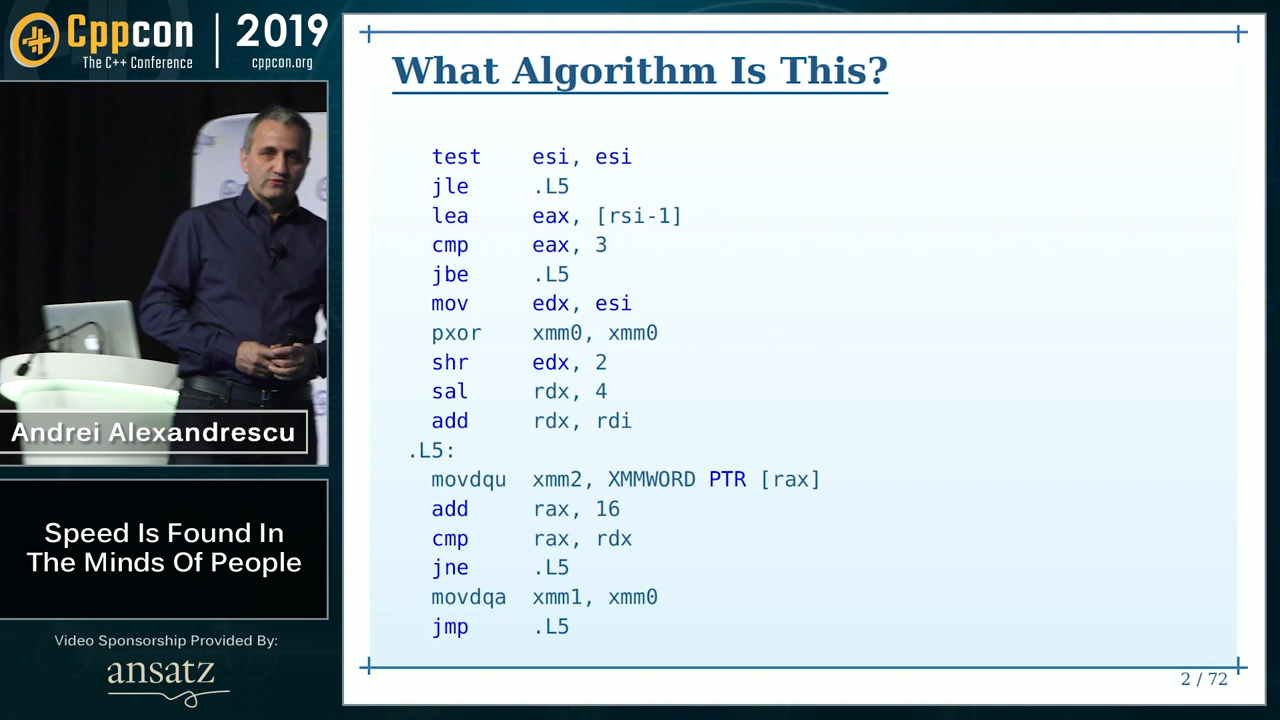 Cppcon
The C++ Conference
2019
cppcon.org
Andrei Alexandrescu
Speed Is Found In
The Minds Of People
Video Sponsorship Provided By:
ansatz
What Algorithm Is This?
test esi, esi
jle .L5
lea eax, [rsi-1]
cmp eax, 3
jbe .L5
mov edx, esi
pxor xmm0, xmm0
shr edx, 2
sal rdx, 4
add rdx, rdi
.L5:
movdqu xmm2, XMMWORD PTR [rax]
add rax, 16
cmp rax, rdx
jne .L5
movdqa xmm1, xmm0
jmp .L5
2 / 72